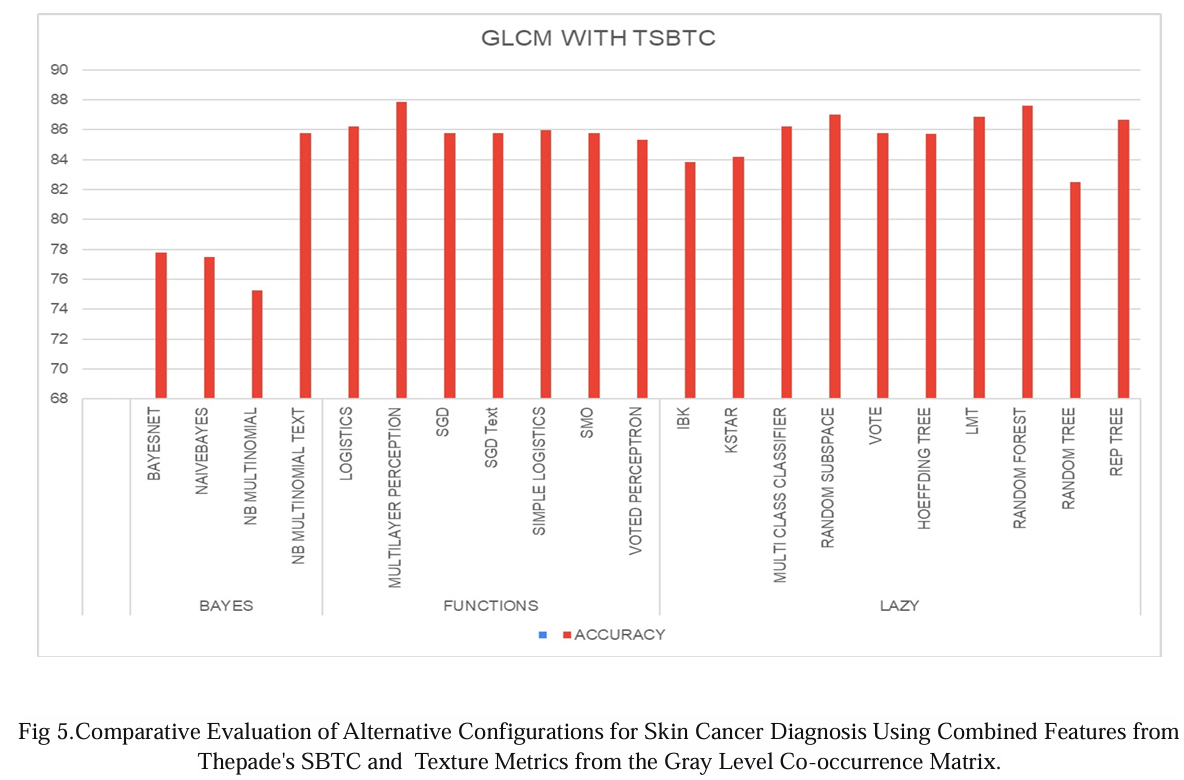 GLCM WITH TSBTC
90
88
86
84
82
80
78
76
74
72
70
68
BAYESNET
NAIVEBAYES
NB MULTINOMIAL
NB MULTINOMIAL TEXT
LOGISTICS
MULTILAYER PERCEPTION
SGD
SGD Text
SIMPLE LOGISTICS
SMO
VOTED PERCEPTRON
IBK
KSTAR
MULTI CLASS CLASSIFIER
RANDOM SUBSPACE
VOTE
HOEFFDING TREE
LMT
RANDOM FOREST
RANDOM TREE
REP TREE
BAYES
FUNCTIONS
LAZY
ACCURACY
Fig 5.Comparative Evaluation of Alternative Configurations for Skin Cancer Diagnosis Using Combined Features from
Thepade's SBTC and  Texture Metrics from the Gray Level Co-occurrence Matrix.